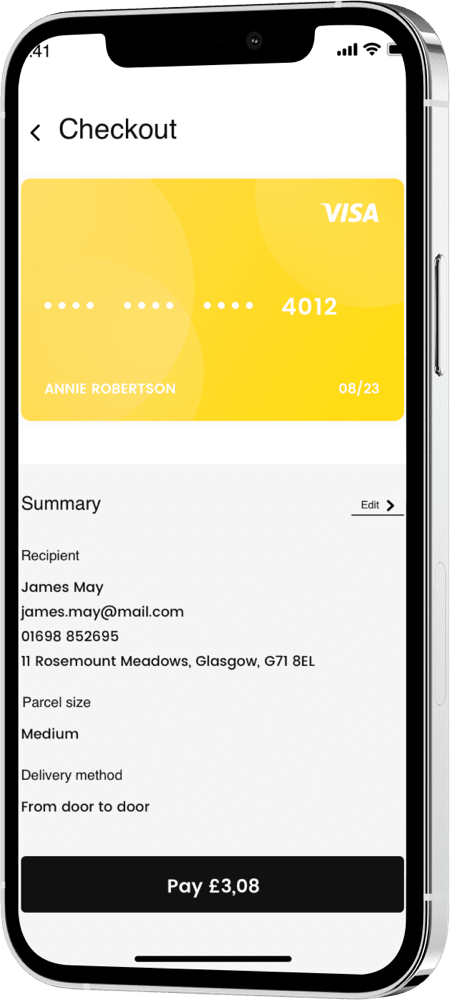 :41
Checkout
VISA
•••• •••• •••• 4012
ANNIE ROBERTSON 08/23
Summary
Edit
Recipient
James May
james.may@mail.com
01698 852695
11 Rosemount Meadows, Glasgow, G71 8EL
Parcel size
Medium
Delivery method
From door to door
Pay £3,08